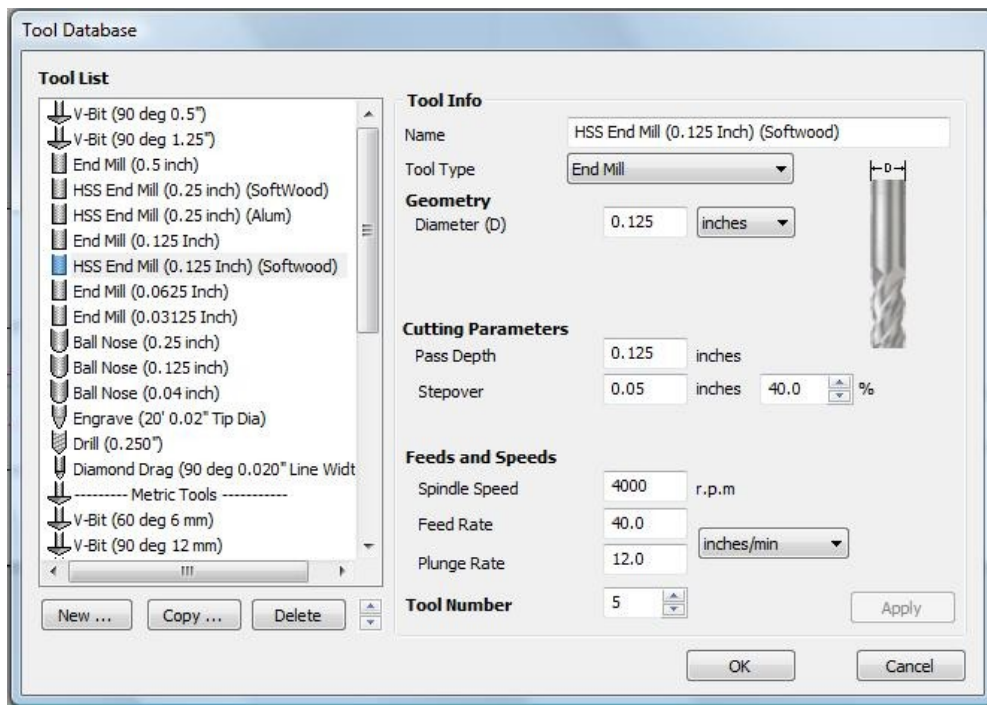 Tool Database
Tool List
V-Bit (90 deg 0.5")
V-Bit (90 deg 1.25")
End Mill (0.5 inch)
HSS End Mill (0.25 inch) (SoftWood)
HSS End Mill (0.25 inch) (Alum)
End Mill (0.125 Inch)
HSS End Mill (0.125 Inch) (Softwood)
End Mill (0.0625 Inch)
End Mill (0.03125 Inch)
Ball Nose (0.25 inch)
Ball Nose (0.125 inch)
Ball Nose (0.04 inch)
Engrave (20' 0.02" Tip Dia)
Drill (0.250")
Diamond Drag (90 deg 0.020" Line Widt
--------- Metric Tools -----------
V-Bit (60 deg 6 mm)
V-Bit (90 deg 12 mm)
New ... Copy ... Delete
Tool Info
Name HSS End Mill (0.125 Inch) (Softwood)
Tool Type End Mill
D
Geometry
Diameter (D) 0.125 inches
Cutting Parameters
Pass Depth 0.125 inches
Stepover 0.05 inches 40.0 %
Feeds and Speeds
Spindle Speed 4000 r.p.m
Feed Rate 40.0
inches/min
Plunge Rate 12.0
Tool Number 5
Apply
OK Cancel